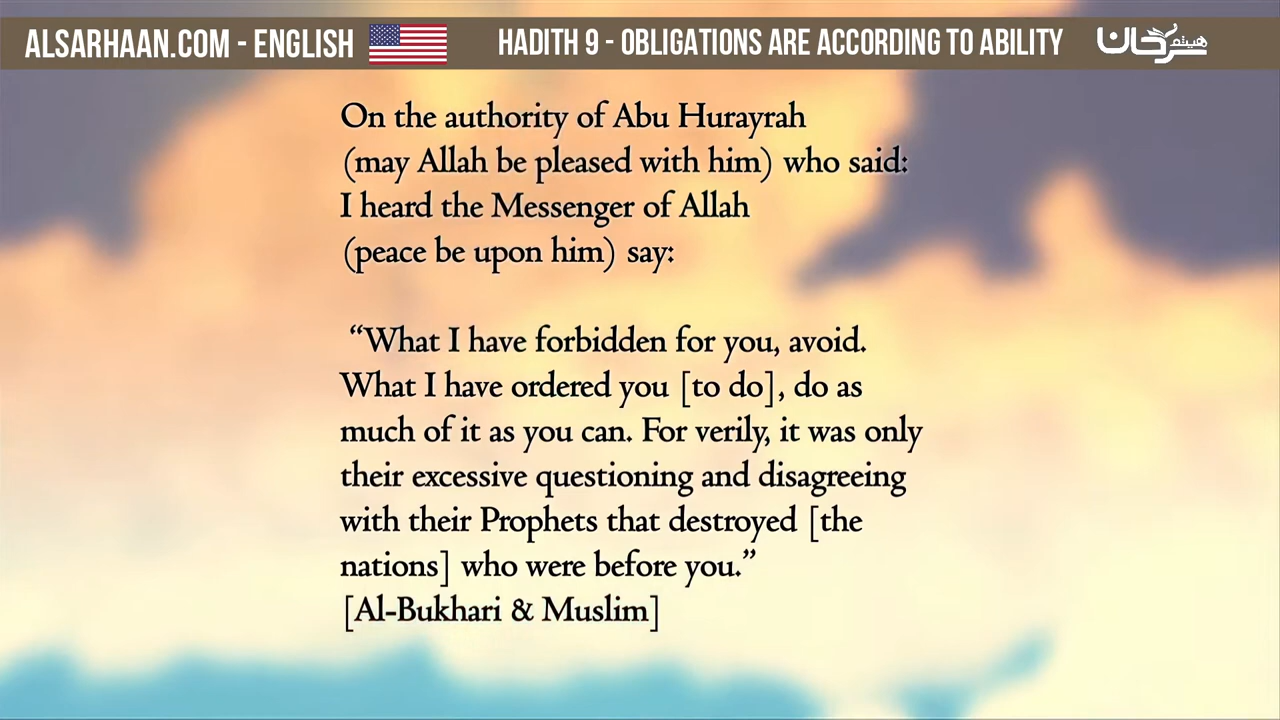 ALSARHAAN.COM - ENGLISH
HADITH 9 - OBLIGATIONS ARE ACCORDING TO ABILITY
هيثم سرحان
On the authority of Abu Hurayrah
(may Allah be pleased with him) who said:
I heard the Messenger of Allah
(peace be upon him) say:
“What I have forbidden for you, avoid.
What I have ordered you [to do], do as
much of it as you can. For verily, it was only
their excessive questioning and disagreeing
with their Prophets that destroyed [the
nations] who were before you.”
[Al-Bukhari & Muslim]